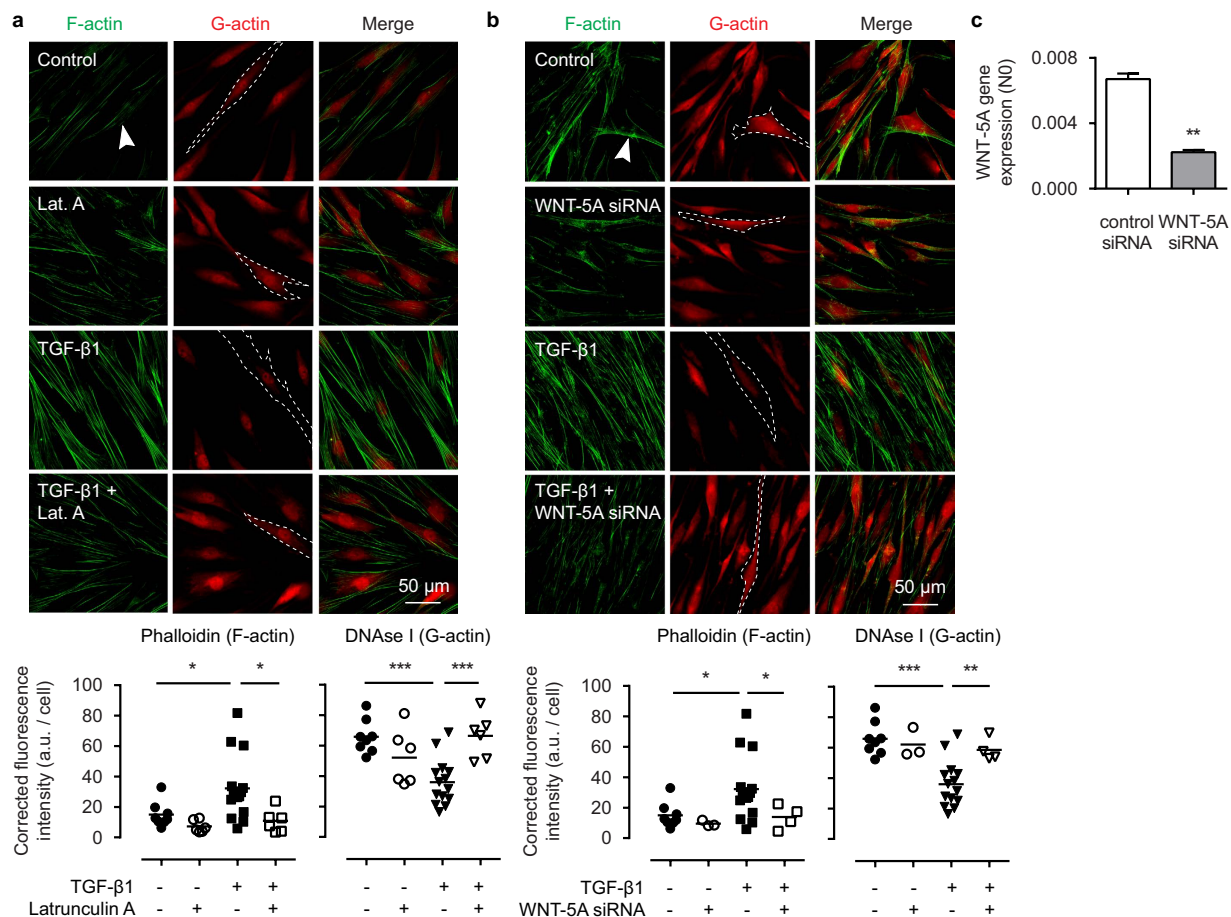 a
F-actin
G-actin
Merge
Control
Lat. A
TGF-β1
TGF-β1 +
Lat. A
50 μm
Phalloidin (F-actin)
DNAse I (G-actin)
* * *** ***
Corrected fluorescence
intensity (a.u. / cell)
100
80
60
40
20
0
TGF-β1 - - + + - - + +
Latrunculin A - + - + - + - +
b
F-actin
G-actin
Merge
Control
WNT-5A siRNA
TGF-β1
TGF-β1 +
WNT-5A siRNA
50 μm
Phalloidin (F-actin)
DNAse I (G-actin)
* * *** **
Corrected fluorescence
intensity (a.u. / cell)
100
80
60
40
20
0
TGF-β1 - - + + - - + +
WNT-5A siRNA - + - + - + - +
c
WNT-5A gene
expression (N0)
0.008
0.004
0.000
**
control WNT-5A
siRNA siRNA